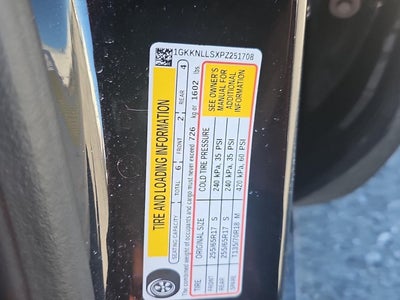 1GKKNLLSXPZ251708
TIRE AND LOADING INFORMATION
SEATING CAPACITY TOTAL 6 FRONT 2 REAR 4
The combined weight of occupants and cargo must never exceed 726 kg or 1602 lbs
TIRE ORIGINAL SIZE COLD TIRE PRESSURE
FRONT 255/65R17 S 240 kPa, 35 PSI
REAR 255/65R17 S 240 kPa, 35 PSI
SPARE T135/70R18 M 420 kPa, 60 PSI
SEE OWNER'S
MANUAL FOR
ADDITIONAL
INFORMATION